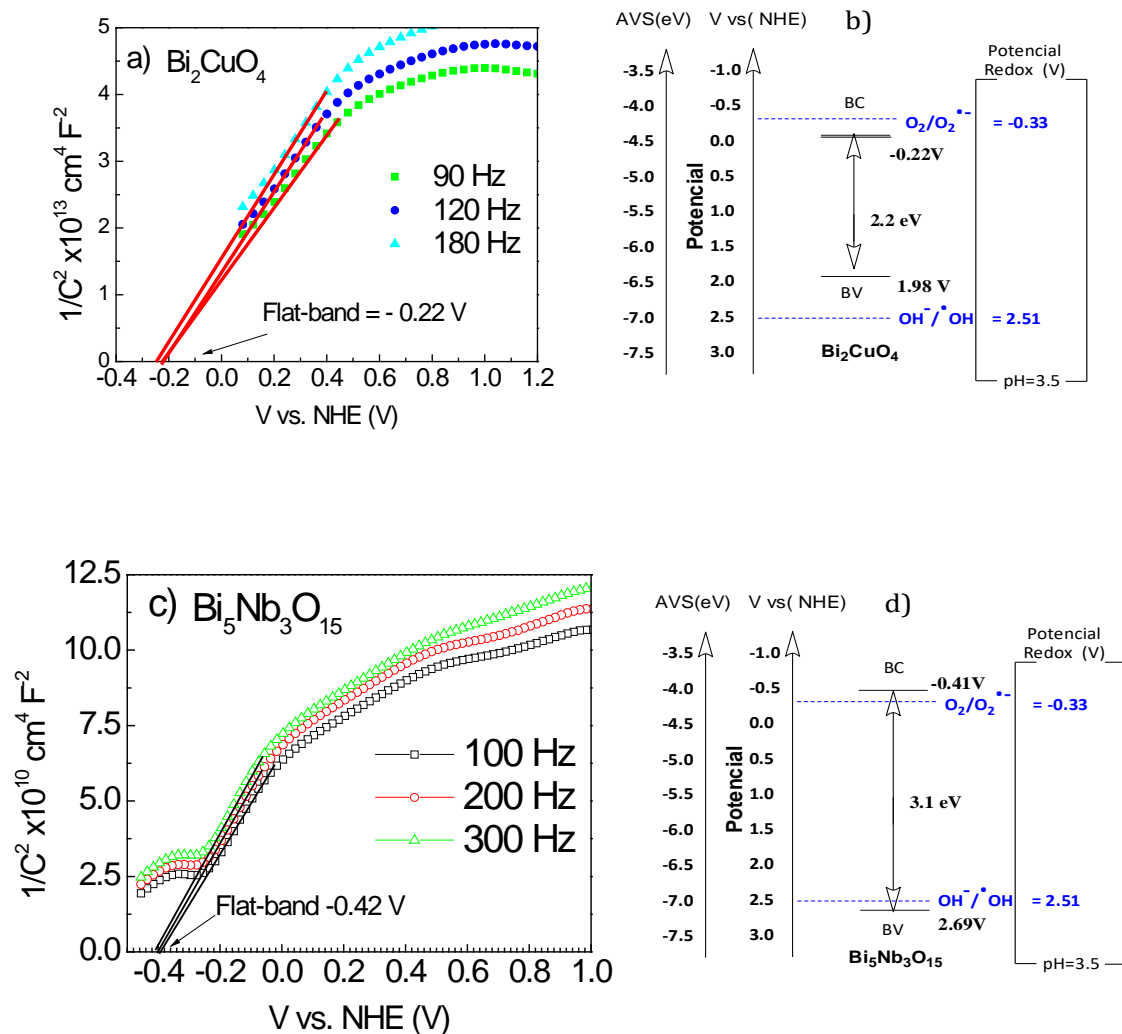 a) Bi₂CuO₄
1/C² x10¹³ cm⁴ F⁻²
5
4
3
2
1
0
90 Hz
120 Hz
180 Hz
Flat-band = - 0.22 V
-0.4 -0.2 0.0 0.2 0.4 0.6 0.8 1.0 1.2
V vs. NHE (V)
b)
AVS(eV) V vs( NHE)
Potencial
Redox (V)
-3.5 -1.0
-4.0 -0.5
-4.5 0.0
-5.0 0.5
-5.5 1.0
-6.0 1.5
-6.5 2.0
-7.0 2.5
-7.5 3.0
Potencial
BC
O₂/O₂•⁻ = -0.33
-0.22V
2.2 eV
1.98 V
BV
OH⁻/•OH = 2.51
Bi₂CuO₄
pH=3.5
c) Bi₅Nb₃O₁₅
1/C² x10¹⁰ cm⁴ F⁻²
12.5
10.0
7.5
5.0
2.5
0.0
100 Hz
200 Hz
300 Hz
Flat-band -0.42 V
-0.4 -0.2 0.0 0.2 0.4 0.6 0.8 1.0
V vs. NHE (V)
d)
AVS(eV) V vs( NHE)
Potencial
Redox (V)
-3.5 -1.0
-4.0 -0.5
-4.5 0.0
-5.0 0.5
-5.5 1.0
-6.0 1.5
-6.5 2.0
-7.0 2.5
-7.5 3.0
Potencial
BC
-0.41V
O₂/O₂•⁻ = -0.33
3.1 eV
OH⁻/•OH = 2.51
BV
2.69V
Bi₅Nb₃O₁₅
pH=3.5